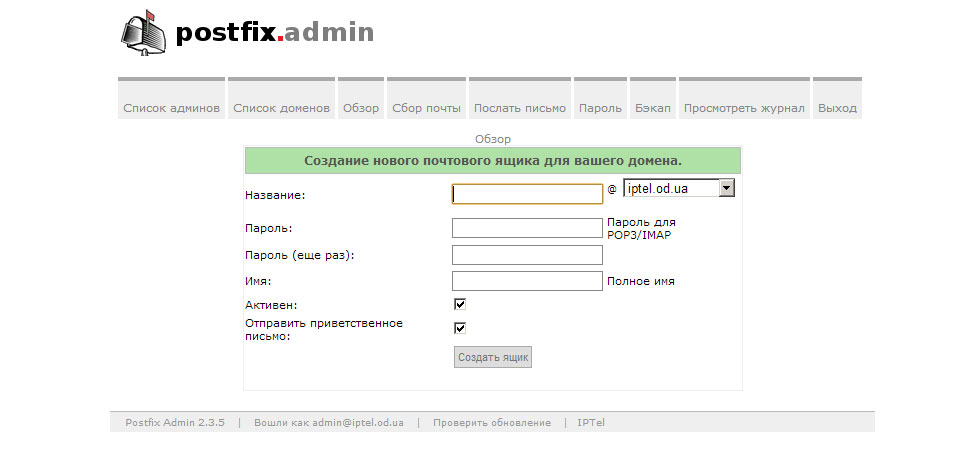 postfix.admin
Список админов Список доменов Обзор Сбор почты Послать письмо Пароль Бэкап Просмотреть журнал Выход
Обзор
Создание нового почтового ящика для вашего домена.
Название: @ iptel.od.ua
Пароль: Пароль для
POP3/IMAP
Пароль (еще раз):
Имя: Полное имя
Активен:
Отправить приветственное
письмо:
Создать ящик
Postfix Admin 2.3.5 | Вошли как admin@iptel.od.ua | Проверить обновление | IPTel